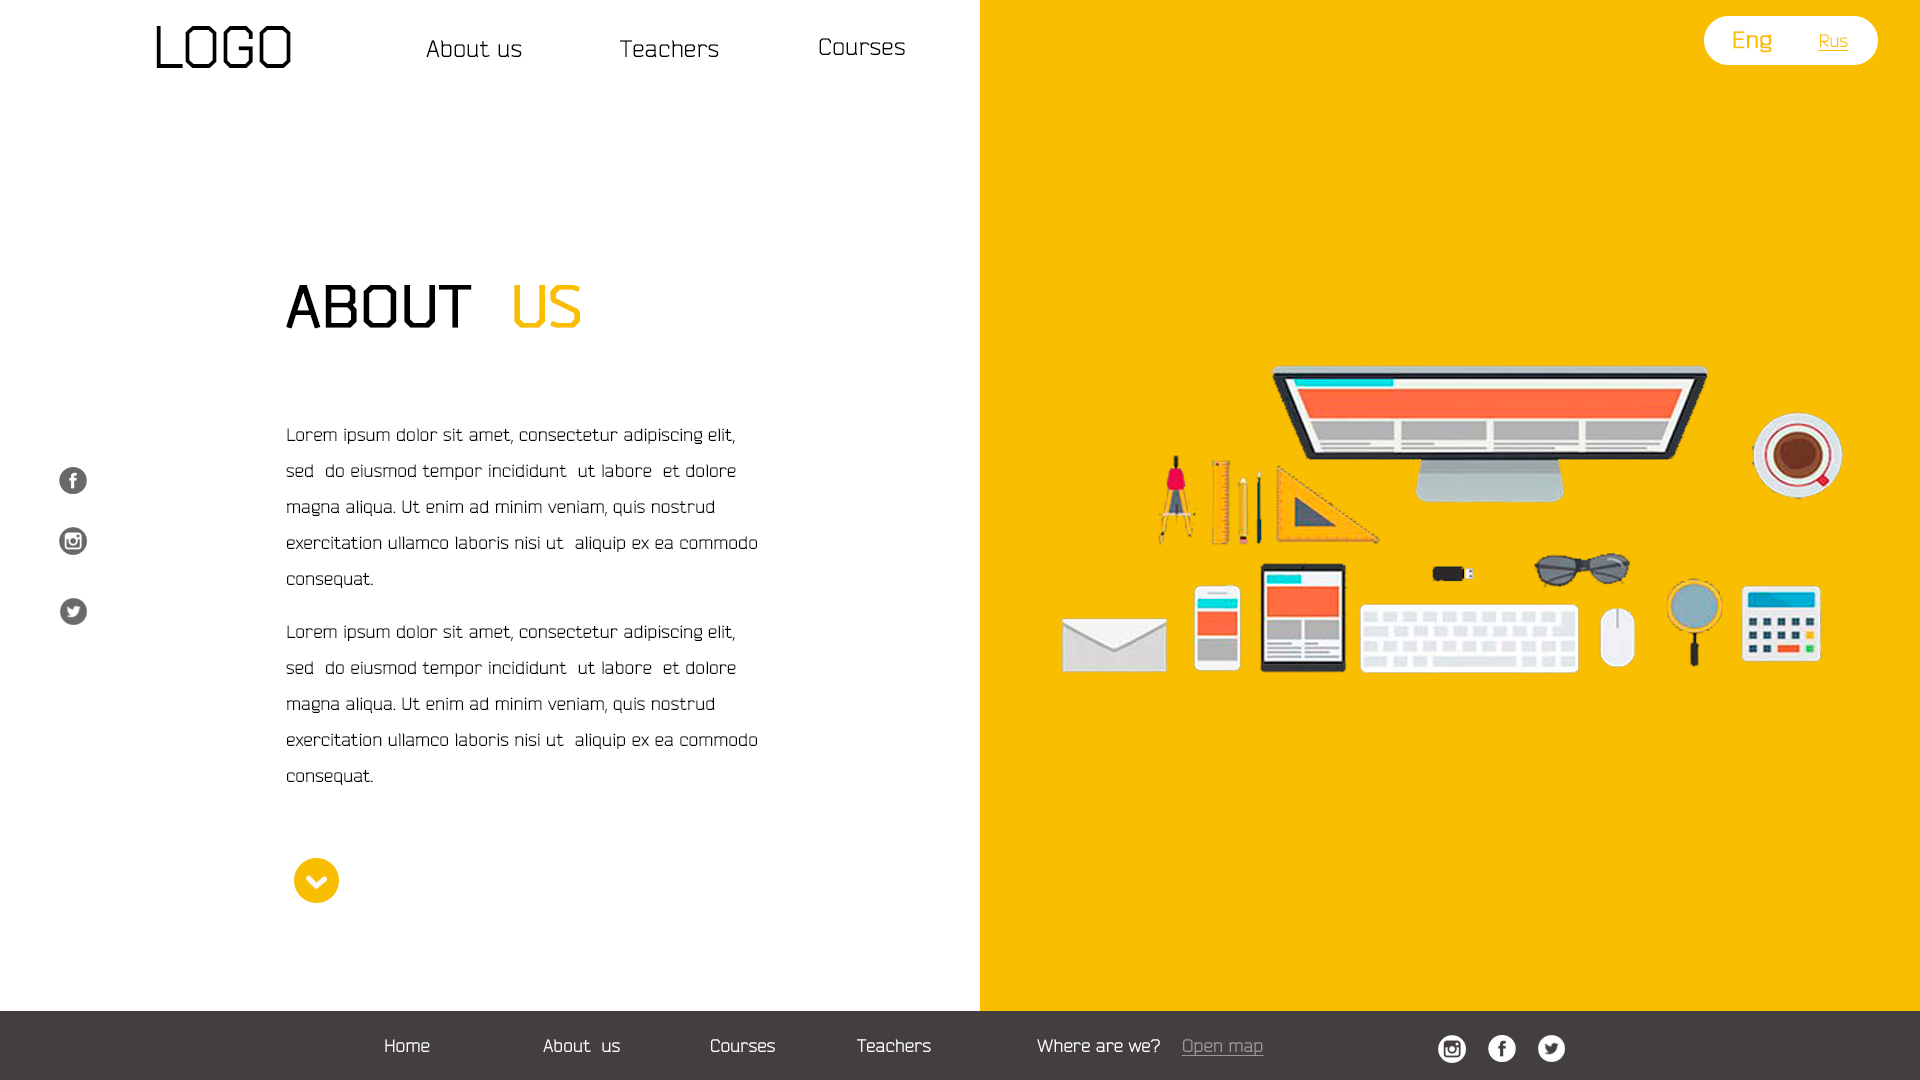 LOGO
About us
Teachers
Courses
Eng
Rus
ABOUT US
Lorem ipsum dolor sit amet, consectetur adipiscing elit,
sed do eiusmod tempor incididunt ut labore et dolore
magna aliqua. Ut enim ad minim veniam, quis nostrud
exercitation ullamco laboris nisi ut aliquip ex ea commodo
consequat.
Lorem ipsum dolor sit amet, consectetur adipiscing elit,
sed do eiusmod tempor incididunt ut labore et dolore
magna aliqua. Ut enim ad minim veniam, quis nostrud
exercitation ullamco laboris nisi ut aliquip ex ea commodo
consequat.
Home
About us
Courses
Teachers
Where are we?
Open map